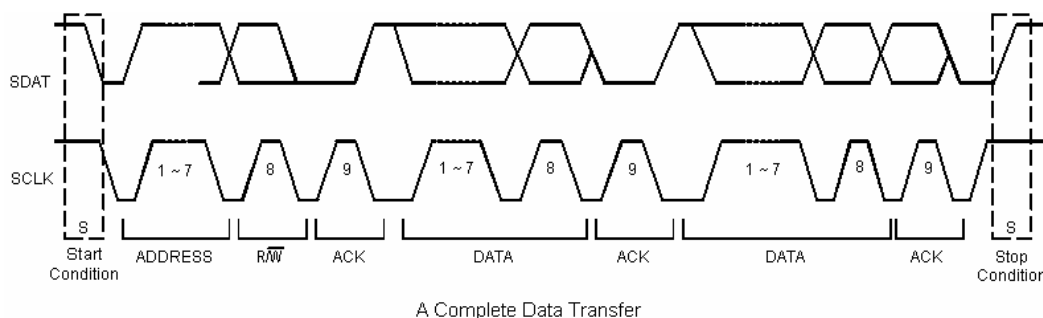 SDAT
SCLK
1 ~ 7
8
9
1 ~ 7
8
9
1 ~ 7
8
9
S
S
Start
Condition
ADDRESS
R/W
ACK
DATA
ACK
DATA
ACK
Stop
Condition
A Complete Data Transfer